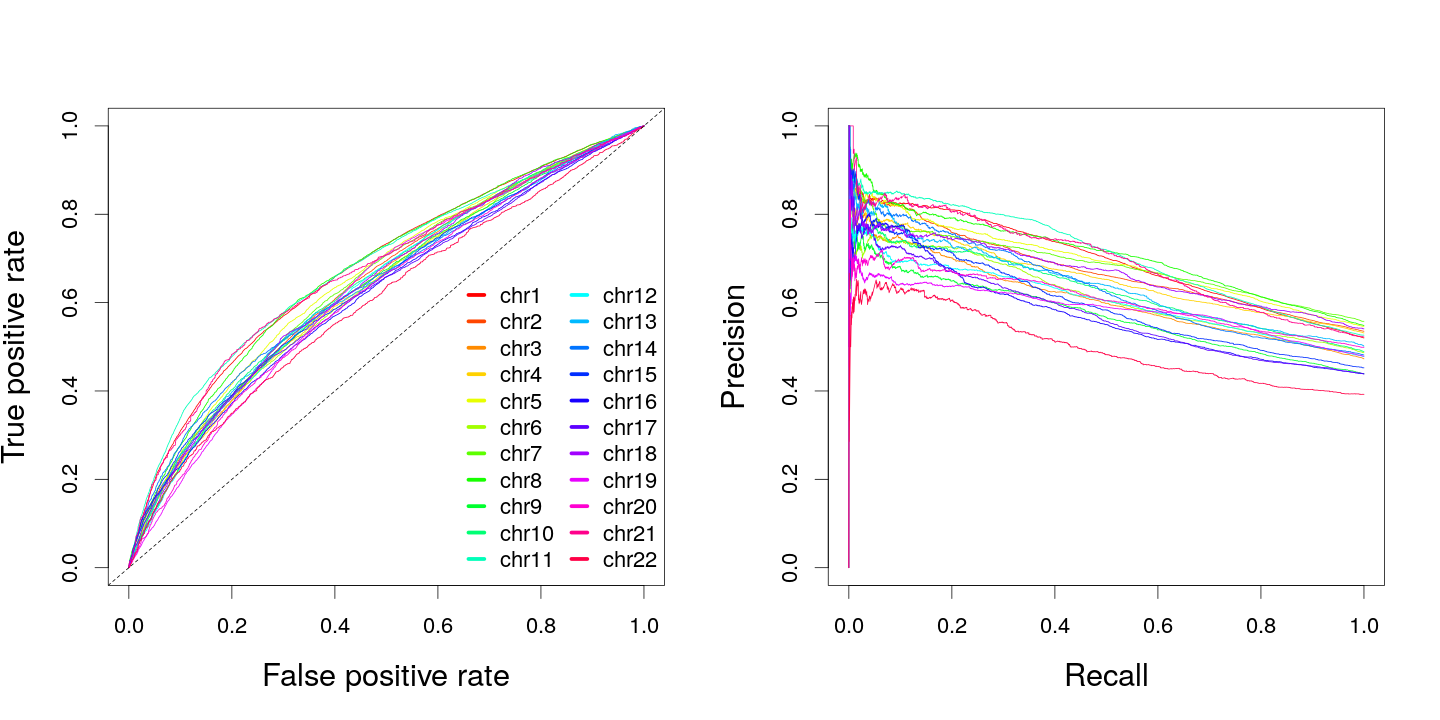 True positive rate
1.0
0.8
0.6
0.4
0.2
0.0
chr1 chr12
chr2 chr13
chr3 chr14
chr4 chr15
chr5 chr16
chr6 chr17
chr7 chr18
chr8 chr19
chr9 chr20
chr10 chr21
chr11 chr22
0.0 0.2 0.4 0.6 0.8 1.0
False positive rate
Precision
1.0
0.8
0.6
0.4
0.2
0.0
0.0 0.2 0.4 0.6 0.8 1.0
Recall